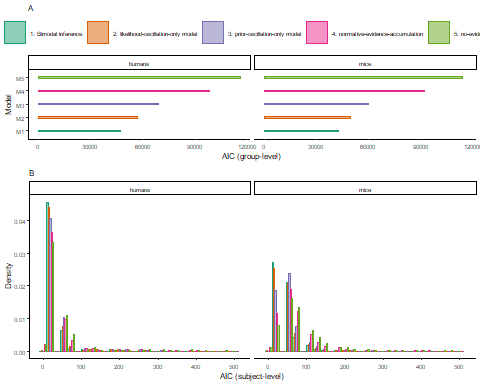 A
1. Bimodal inference 2. likelihood-oscillation-only model 3. prior-oscillation-only model 4. normative-evidence-accumulation 5. no-evid
humans mice
Model
M5
M4
M3
M2
M1
0 30000 60000 90000 120000 0 30000 60000 90000 120000
AIC (group-level)
B
humans mice
Density
0.04
0.03
0.02
0.01
0.00
0 100 200 300 400 500 0 100 200 300 400 500
AIC (subject-level)